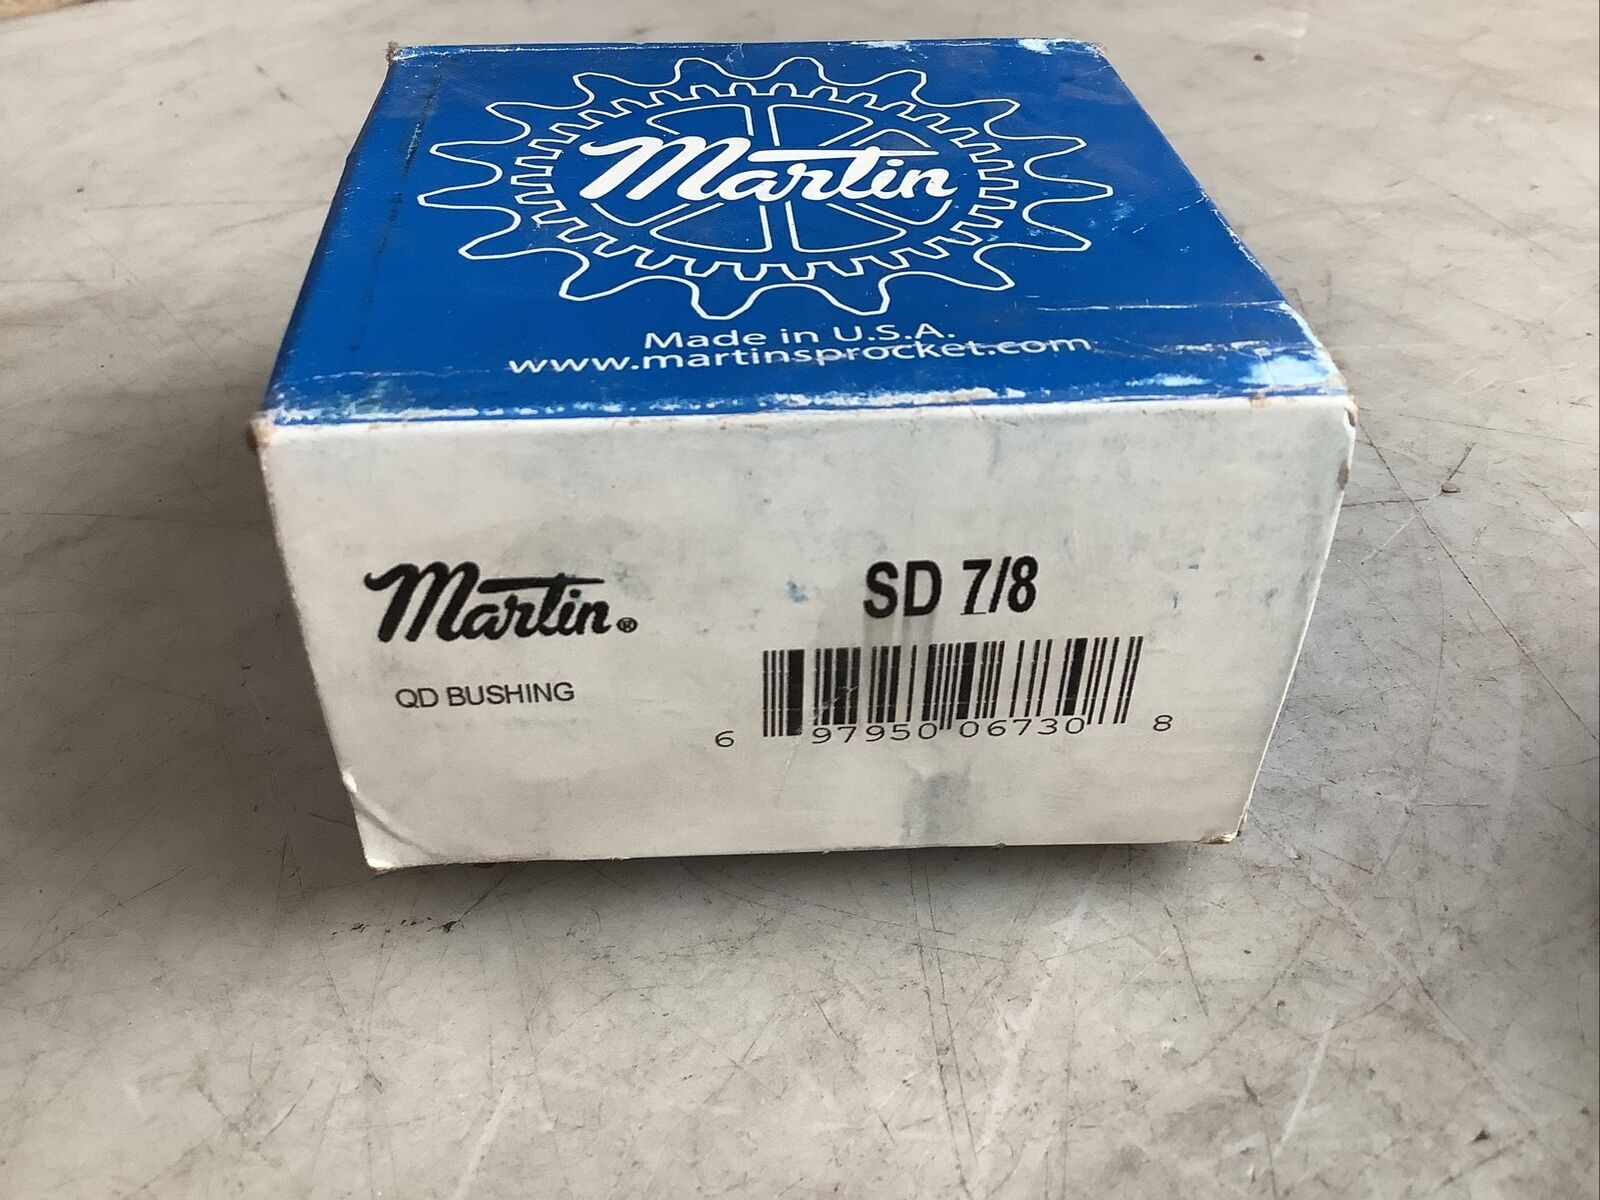 Martin
Made in U.S.A.
www.martinsprocket.com
Martin®
SD 7/8
QD BUSHING
6 97950 06730 8